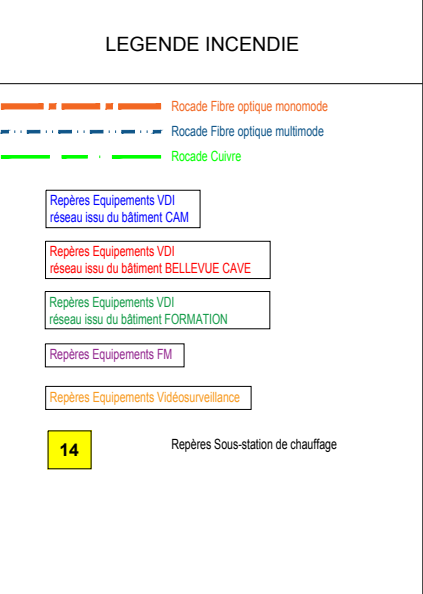 LEGENDE INCENDIE
Rocade Fibre optique monomode
Rocade Fibre optique multimode
Rocade Cuivre
Repères Equipements VDI
réseau issu du bâtiment CAM
Repères Equipements VDI
réseau issu du bâtiment BELLEVUE CAVE
Repères Equipements VDI
réseau issu du bâtiment FORMATION
Repères Equipements FM
Repères Equipements Vidéosurveillance
14 Repères Sous-station de chauffage